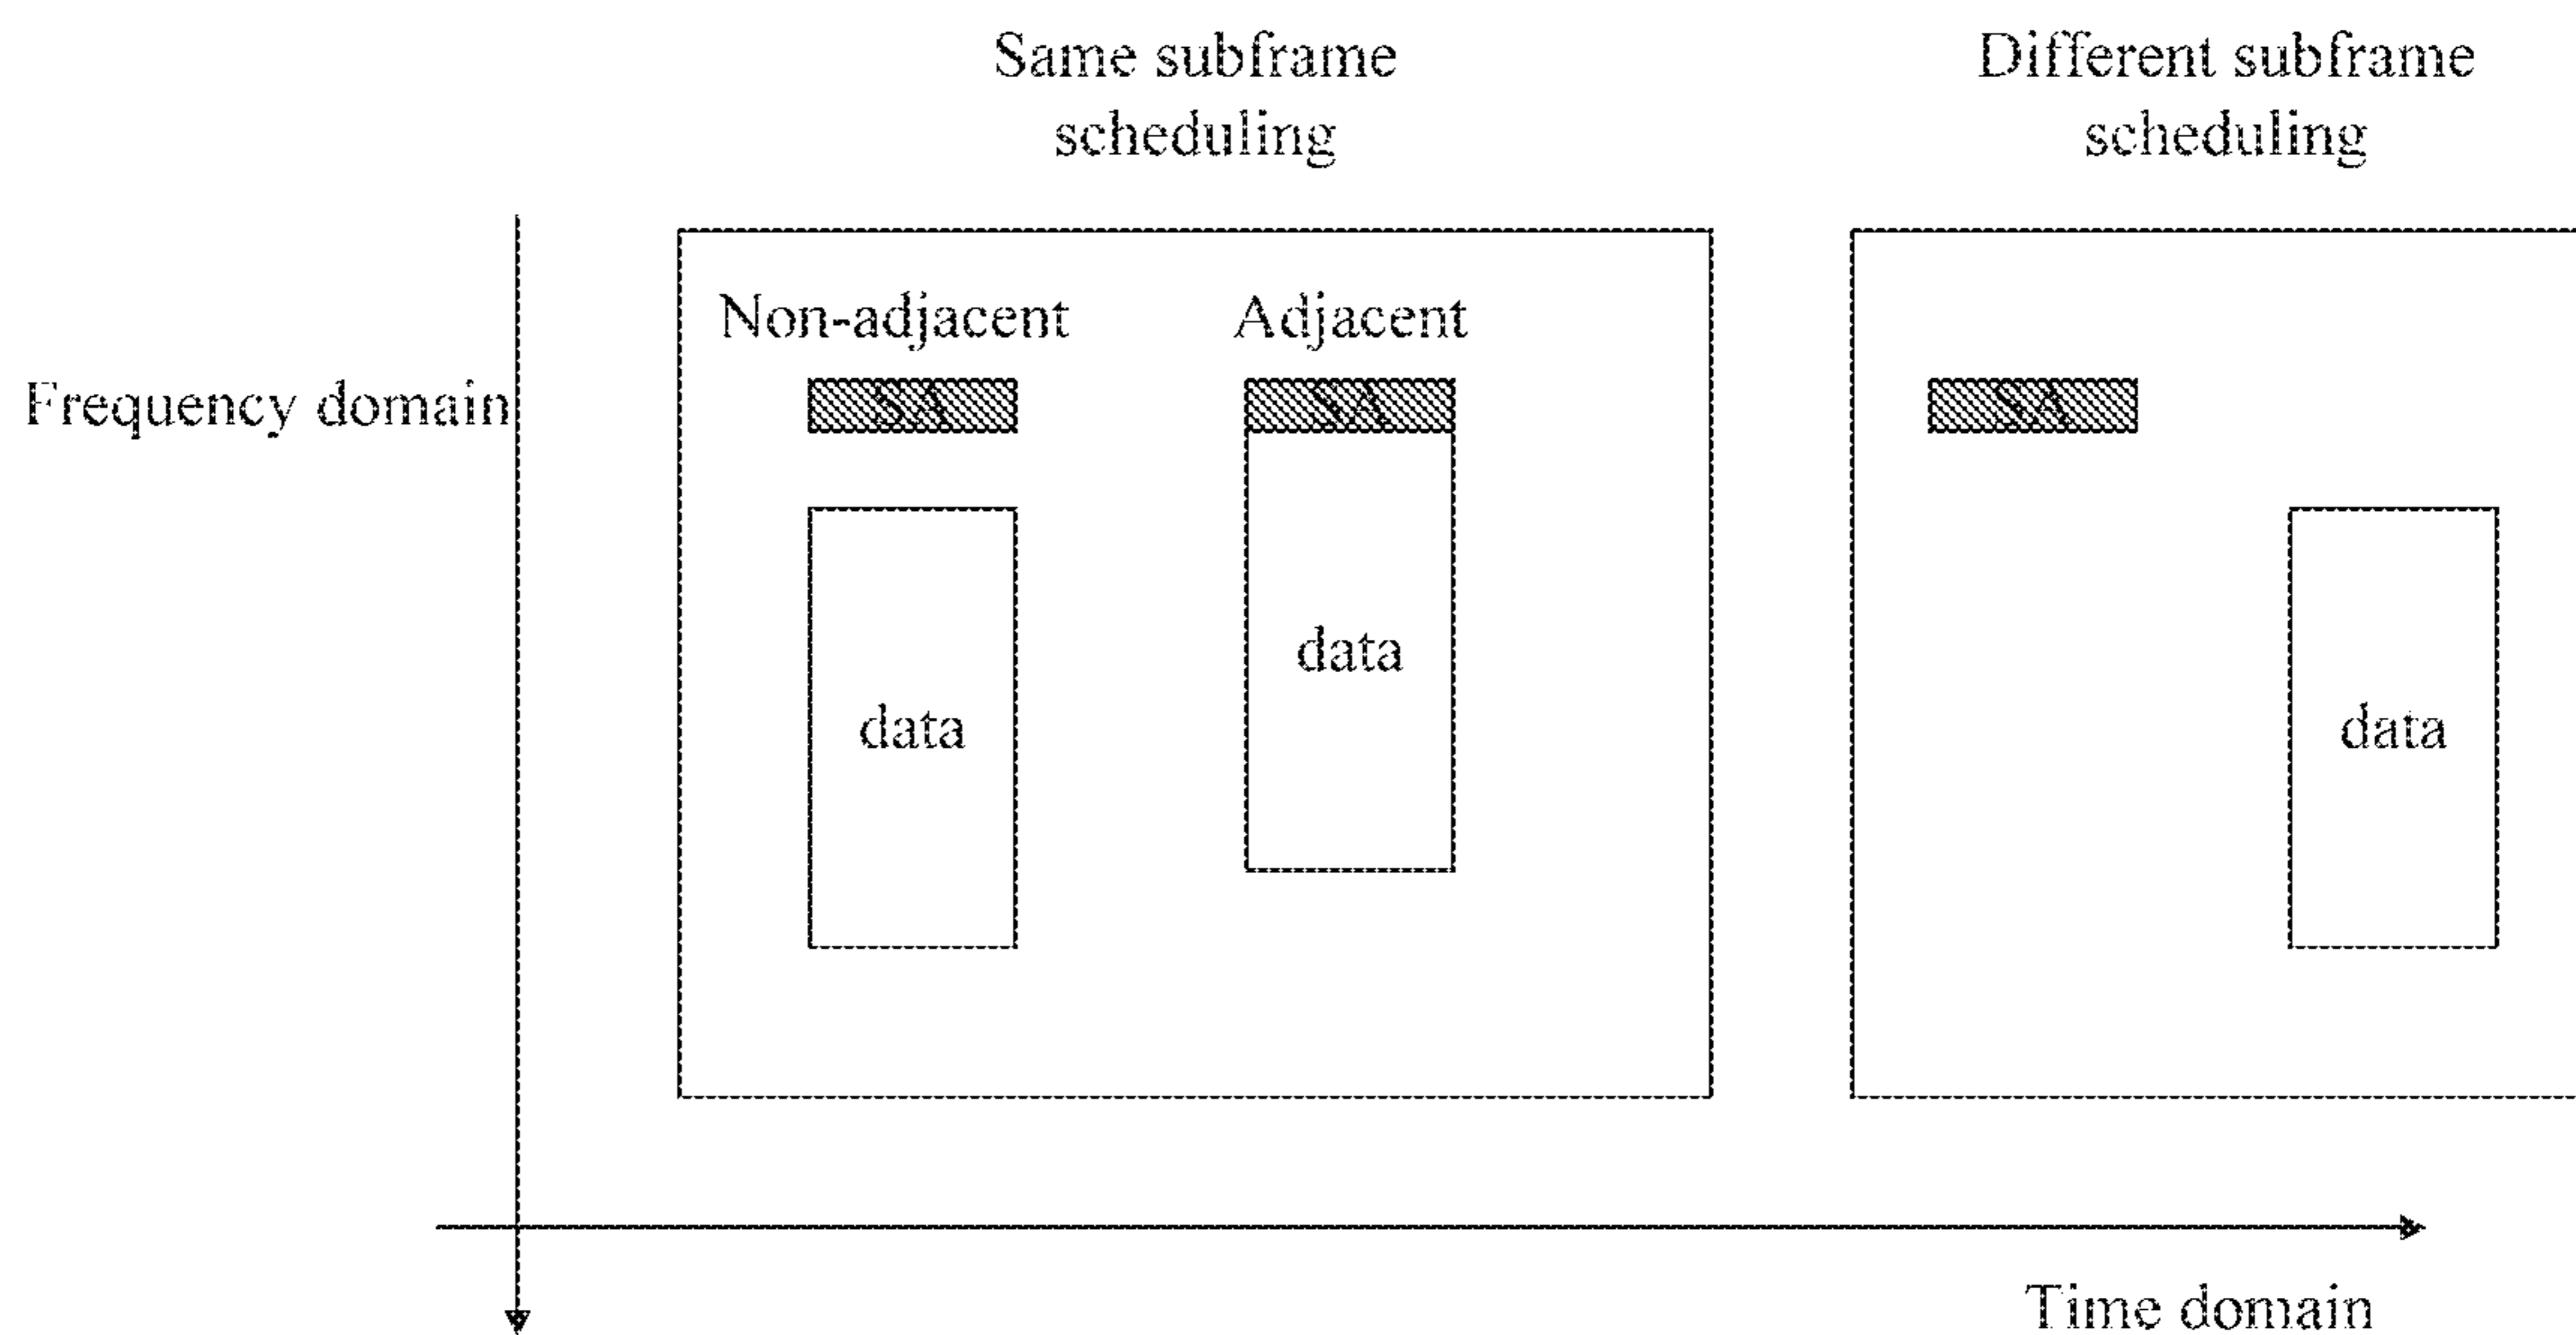 Same subframe
scheduling
Different subframe
scheduling
Non-adjacent
Adjacent
Frequency domain
SA
SA
SA
data
data
data
Time domain